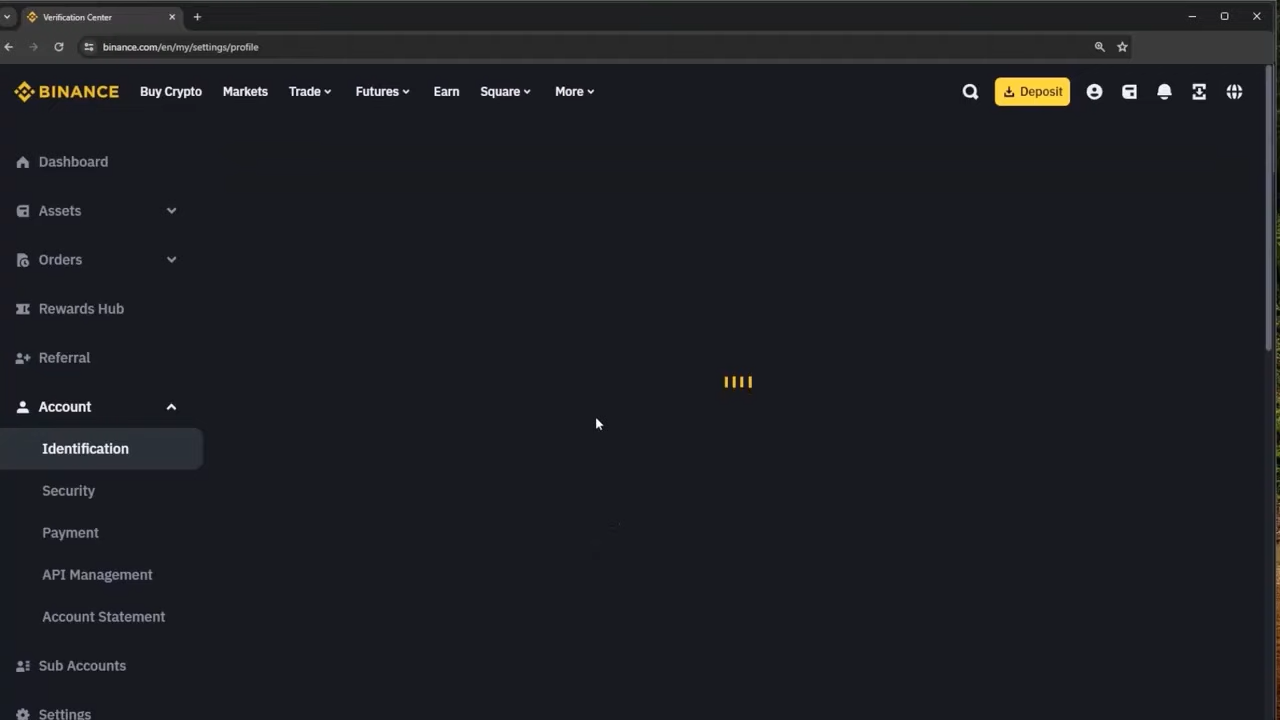 Verification Center
binance.com/en/my/settings/profile
BINANCE Buy Crypto Markets Trade Futures Earn Square More Deposit
Dashboard
Assets
Orders
Rewards Hub
Referral
Account
Identification
Security
Payment
API Management
Account Statement
Sub Accounts
Settings